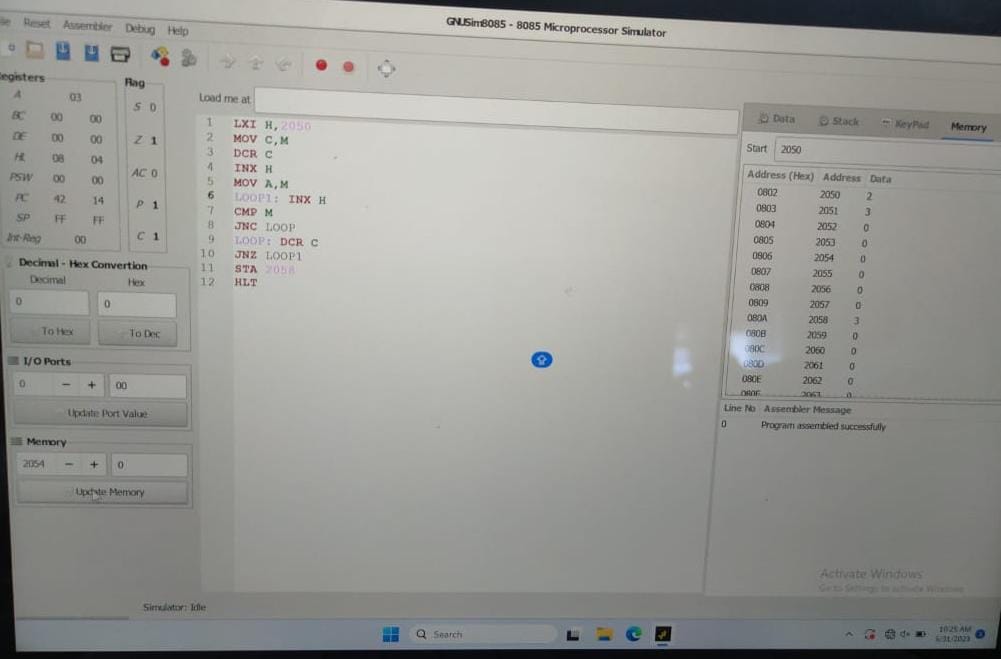 GNUSim8085 - 8085 Microprocessor Simulator
Reset Assembler Debug Help
Registers
A 03
BC 00 00
DE 00 00
HL 08 04
PSW 00 00
PC 42 14
SP FF FF
Int-Reg 00
Flag
S 0
Z 1
AC 0
P 1
C 1
Decimal - Hex Convertion
Decimal Hex
0 0
To Hex To Dec
I/O Ports
0 - + 00
Update Port Value
Memory
2054 - + 0
Update Memory
Load me at
1 LXI H,2050
2 MOV C,M
3 DCR C
4 INX H
5 MOV A,M
6 LOOP1: INX H
7 CMP M
8 JNC LOOP
9 LOOP: DCR C
10 JNZ LOOP1
11 STA 2058
12 HLT
Data Stack KeyPad Memory
Start 2050
Address (Hex) Address Data
0802 2050 2
0803 2051 3
0804 2052 0
0805 2053 0
0806 2054 0
0807 2055 0
0808 2056 0
0809 2057 0
080A 2058 3
080B 2059 0
080C 2060 0
080D 2061 0
080E 2062 0
080F 2063 0
Line No Assembler Message
0 Program assembled successfully
Activate Windows
Go to Settings to activate Windows
Simulator: Idle
Search
10:25 AM
5/31/2023